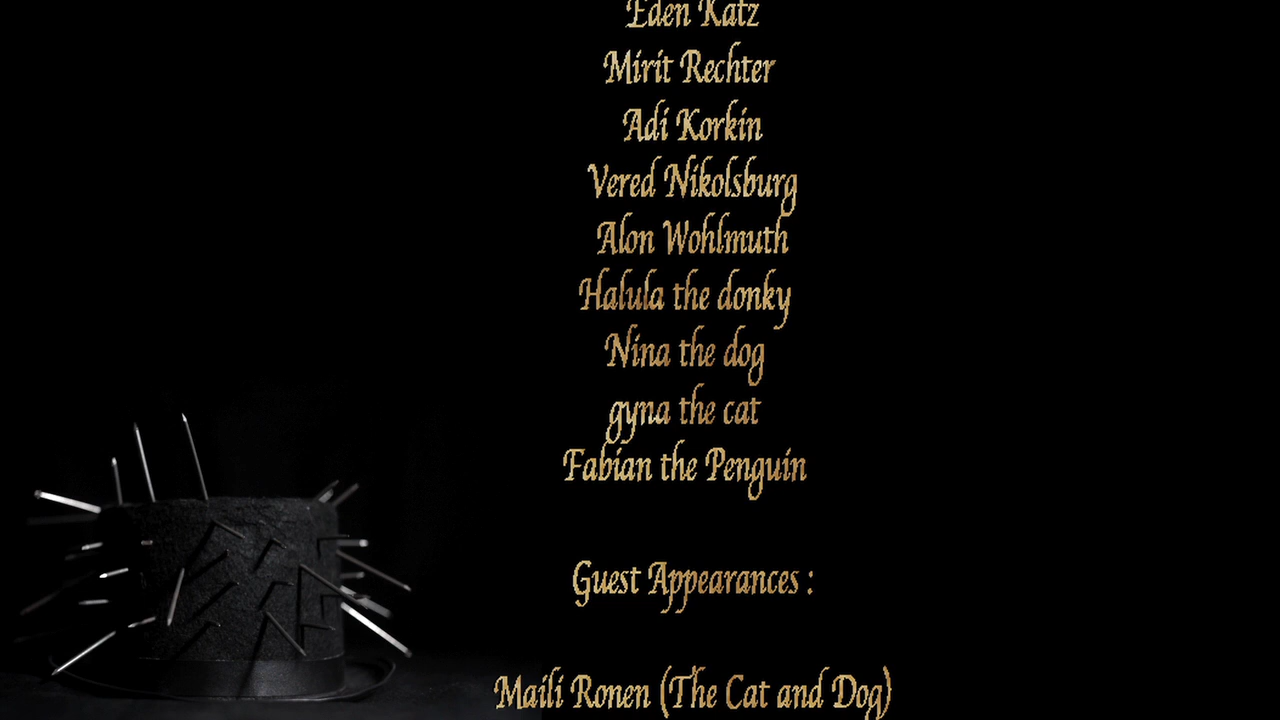 Eden Katz
Mirit Rechter
Adi Korkin
Vered Nikolsburg
Alon Wohlmuth
Halula the donky
Nina the dog
gyna the cat
Fabian the Penguin
Guest Appearances :
Maili Ronen (The Cat and Dog)